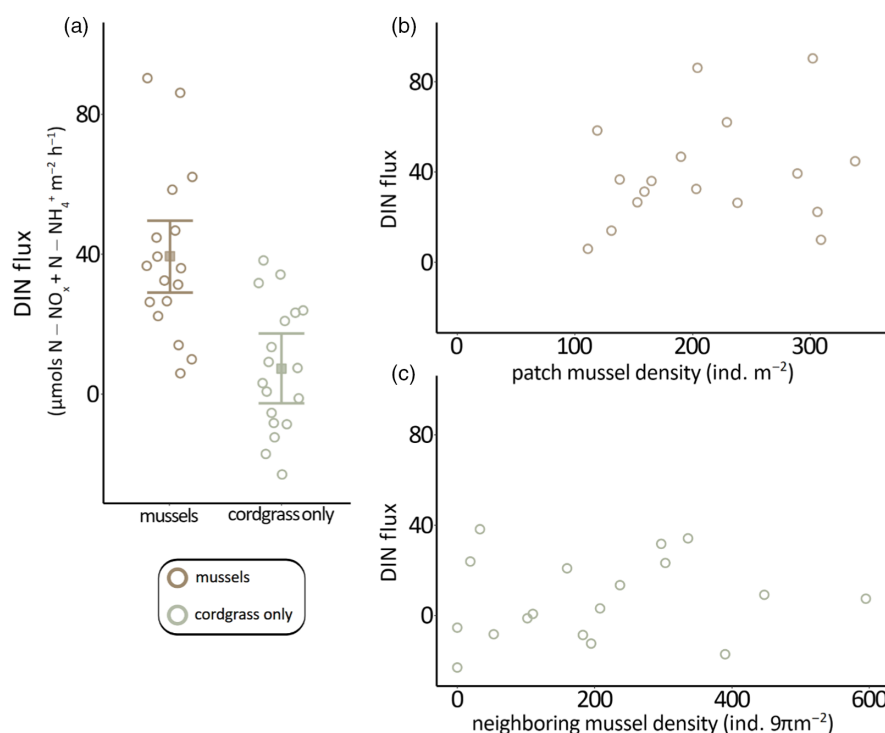 (a)
DIN flux
(μmols N − NOₓ + N − NH₄⁺ m⁻² h⁻¹)
80
40
0
mussels
cordgrass only
mussels
cordgrass only
(b)
DIN flux
80
40
0
0
100
200
300
patch mussel density (ind. m⁻²)
(c)
DIN flux
80
40
0
0
200
400
600
neighboring mussel density (ind. 9πm⁻²)